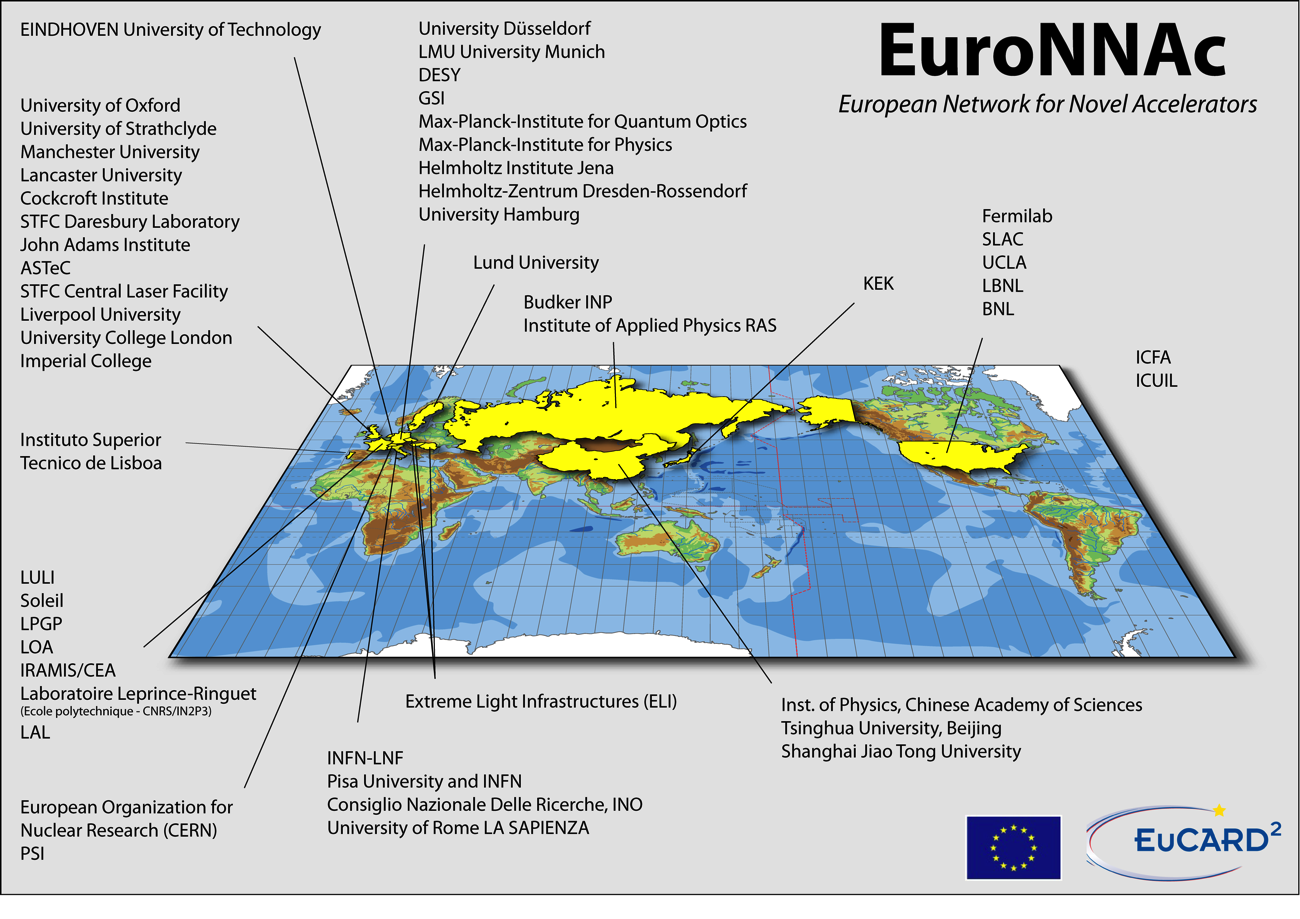 EuroNNAc
European Network for Novel Accelerators
EINDHOVEN University of Technology
University of Oxford
University of Strathclyde
Manchester University
Lancaster University
Cockcroft Institute
STFC Daresbury Laboratory
John Adams Institute
ASTeC
STFC Central Laser Facility
Liverpool University
University College London
Imperial College
University Düsseldorf
LMU University Munich
DESY
GSI
Max-Planck-Institute for Quantum Optics
Max-Planck-Institute for Physics
Helmholtz Institute Jena
Helmholtz-Zentrum Dresden-Rossendorf
University Hamburg
Lund University
Budker INP
Institute of Applied Physics RAS
KEK
Fermilab
SLAC
UCLA
LBNL
BNL
ICFA
ICUIL
Instituto Superior
Tecnico de Lisboa
LULI
Soleil
LPGP
LOA
IRAMIS/CEA
Laboratoire Leprince-Ringuet
(Ecole polytechnique - CNRS/IN2P3)
LAL
European Organization for
Nuclear Research (CERN)
PSI
INFN-LNF
Pisa University and INFN
Consiglio Nazionale Delle Ricerche, INO
University of Rome LA SAPIENZA
Extreme Light Infrastructures (ELI)
Inst. of Physics, Chinese Academy of Sciences
Tsinghua University, Beijing
Shanghai Jiao Tong University
EuCARD²